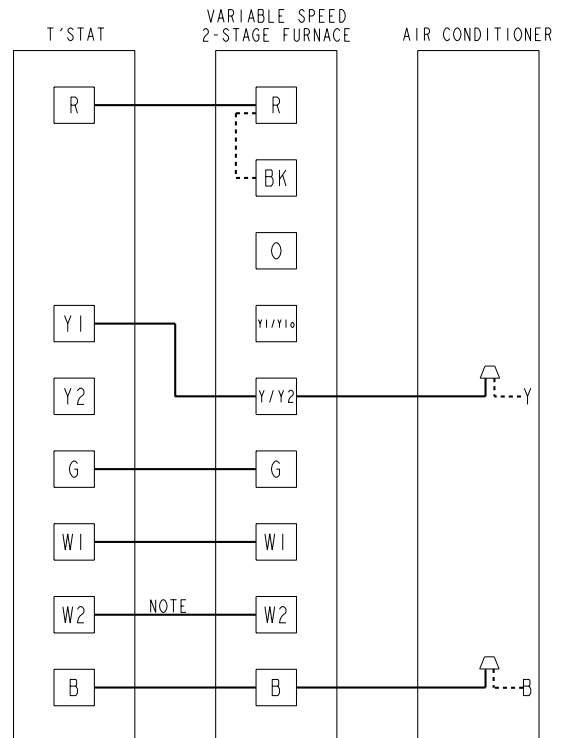 VARIABLE SPEED
T'STAT 2-STAGE FURNACE AIR CONDITIONER
R R
BK
O
Y1 Y1/Y1o
Y2 Y/Y2 Y
G G
W1 W1
W2 NOTE W2
B B B